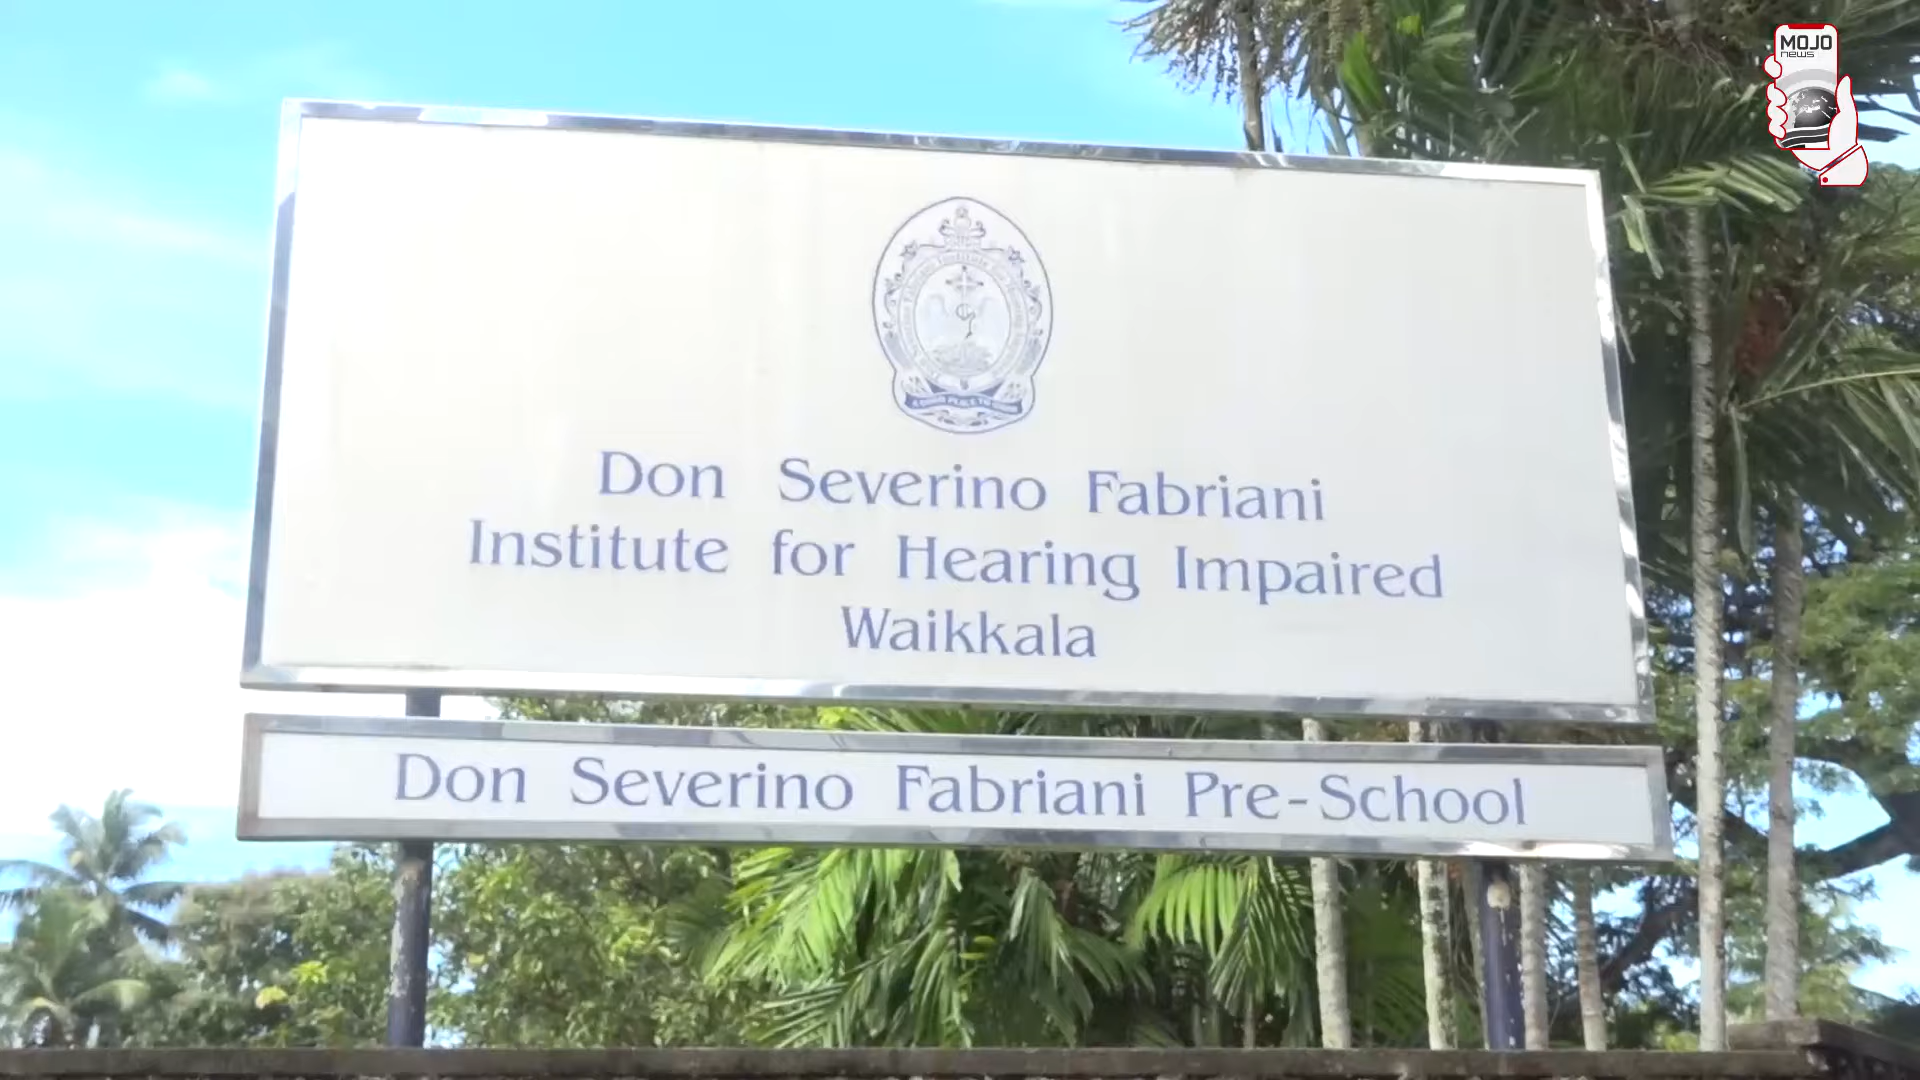 MOJO
news
Don Severino Fabriani
Institute for Hearing Impaired
Waikkala
Don Severino Fabriani Pre-School